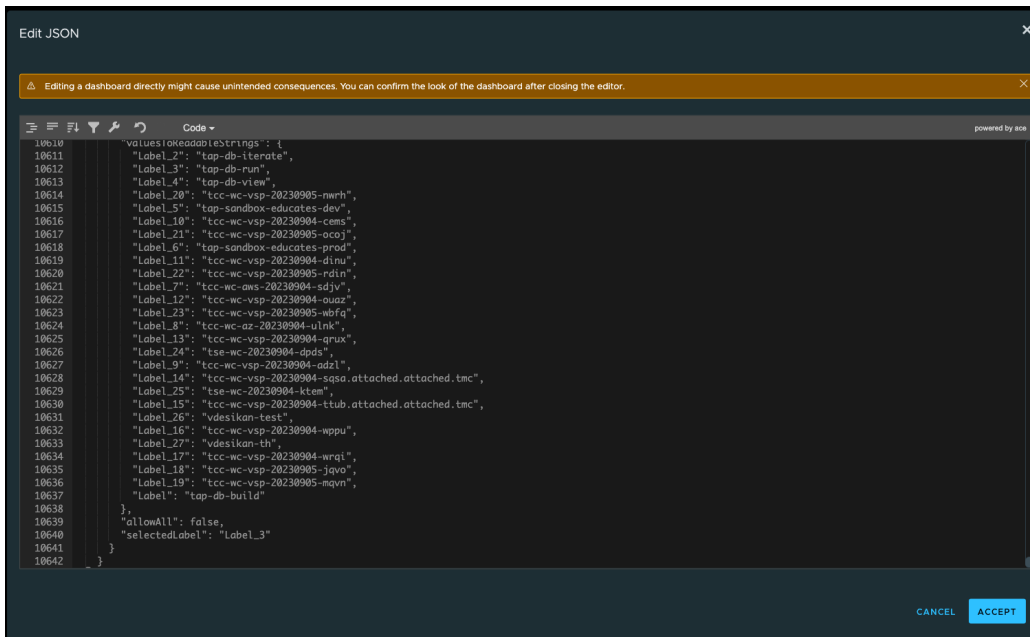 Edit JSON
Editing a dashboard directly might cause unintended consequences. You can confirm the look of the dashboard after closing the editor.
Code
powered by ace
10610 "valuesToReadableStrings": {
10611 "Label_2": "tap-db-iterate",
10612 "Label_3": "tap-db-run",
10613 "Label_4": "tap-db-view",
10614 "Label_20": "tcc-wc-vsp-20230905-nwrh",
10615 "Label_5": "tap-sandbox-educates-dev",
10616 "Label_10": "tcc-wc-vsp-20230904-cems",
10617 "Label_21": "tcc-wc-vsp-20230905-ocoj",
10618 "Label_6": "tap-sandbox-educates-prod",
10619 "Label_11": "tcc-wc-vsp-20230904-dinu",
10620 "Label_22": "tcc-wc-vsp-20230905-rdin",
10621 "Label_7": "tcc-wc-aws-20230904-sdjv",
10622 "Label_12": "tcc-wc-vsp-20230904-ouaz",
10623 "Label_23": "tcc-wc-vsp-20230905-wbfq",
10624 "Label_8": "tcc-wc-az-20230904-ulnk",
10625 "Label_13": "tcc-wc-vsp-20230904-qrux",
10626 "Label_24": "tse-wc-20230904-dpds",
10627 "Label_9": "tcc-wc-vsp-20230904-adzl",
10628 "Label_14": "tcc-wc-vsp-20230904-sqsa.attached.attached.tmc",
10629 "Label_25": "tse-wc-20230904-ktem",
10630 "Label_15": "tcc-wc-vsp-20230904-ttub.attached.attached.tmc",
10631 "Label_26": "vdesikan-test",
10632 "Label_16": "tcc-wc-vsp-20230904-wppu",
10633 "Label_27": "vdesikan-th",
10634 "Label_17": "tcc-wc-vsp-20230904-wrqi",
10635 "Label_18": "tcc-wc-vsp-20230905-jqvo",
10636 "Label_19": "tcc-wc-vsp-20230905-mqvn",
10637 "Label": "tap-db-build"
10638 },
10639 "allowAll": false,
10640 "selectedLabel": "Label_3"
10641 }
10642 }
CANCEL
ACCEPT